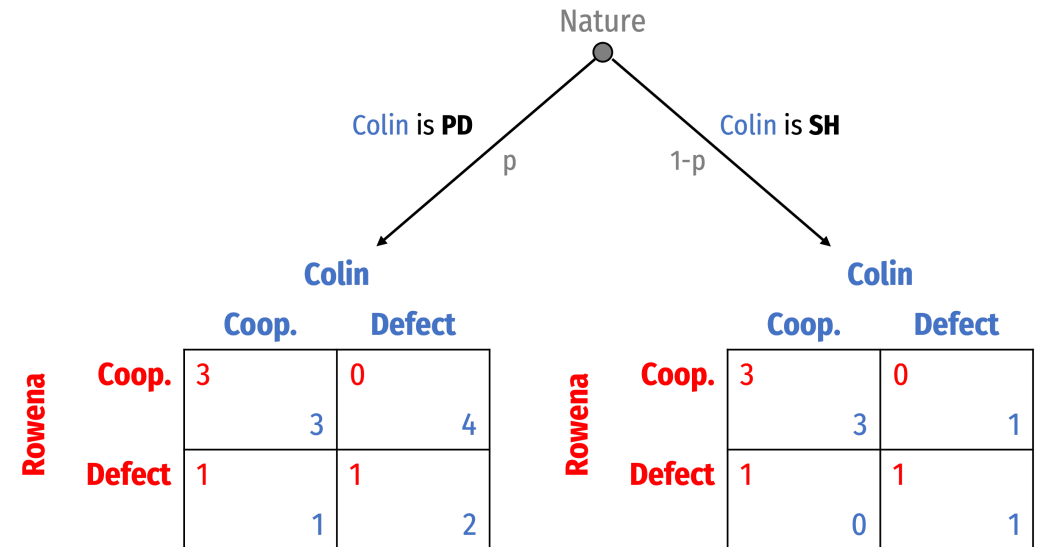 Nature
Colin is PD
Colin is SH
p
1-p
Colin
Coop. Defect
Rowena
Coop. 3 0
3 4
Defect 1 1
1 2
Colin
Coop. Defect
Rowena
Coop. 3 0
3 1
Defect 1 1
0 1